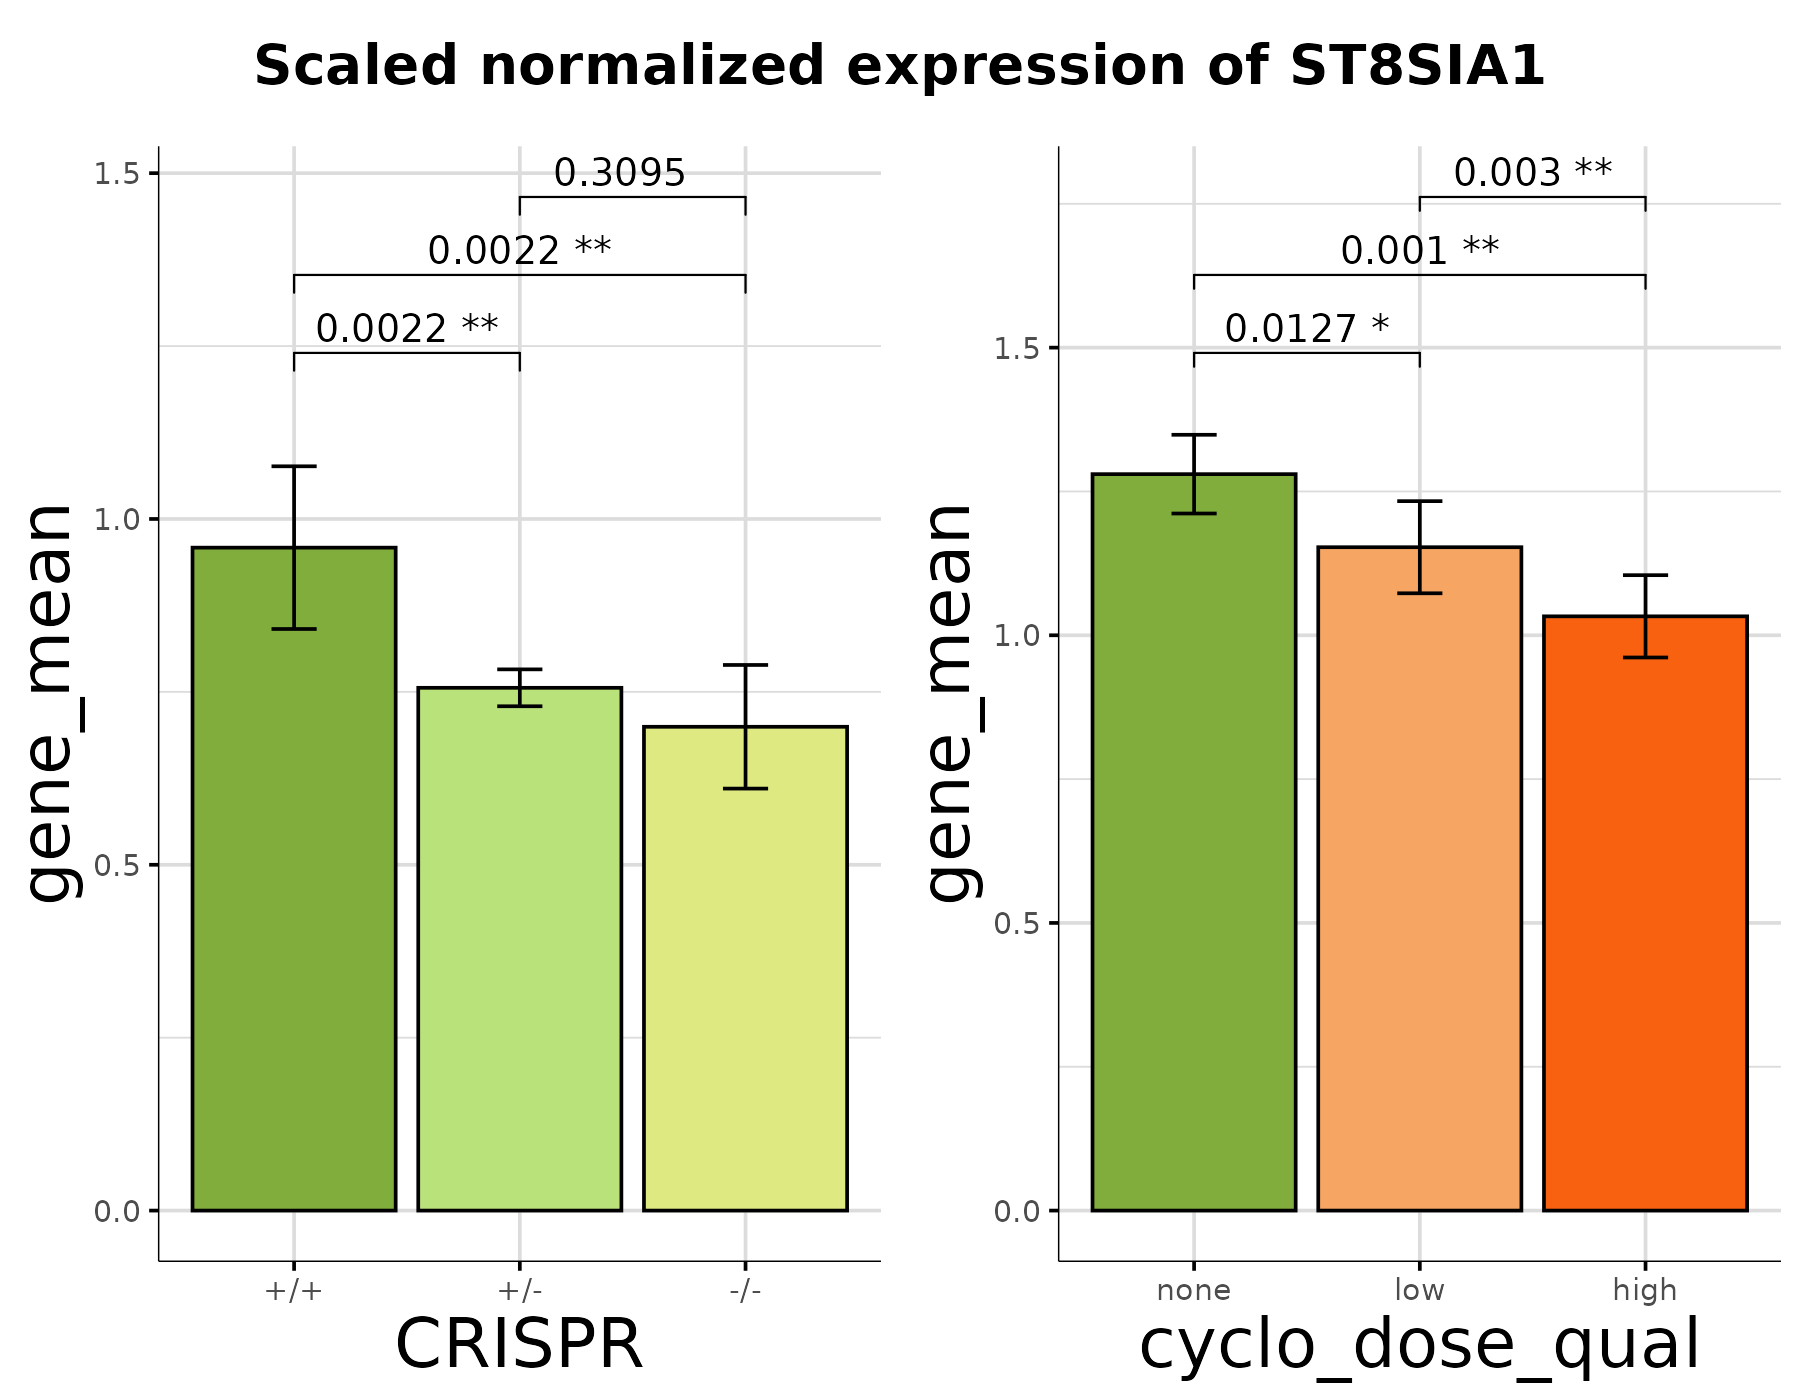 Scaled normalized expression of ST8SIA1
gene_mean
1.5
1.0
0.5
0.0
0.3095
0.0022 **
0.0022 **
+/+ +/- -/-
CRISPR
gene_mean
1.5
1.0
0.5
0.0
0.003 **
0.001 **
0.0127 *
none low high
cyclo_dose_qual